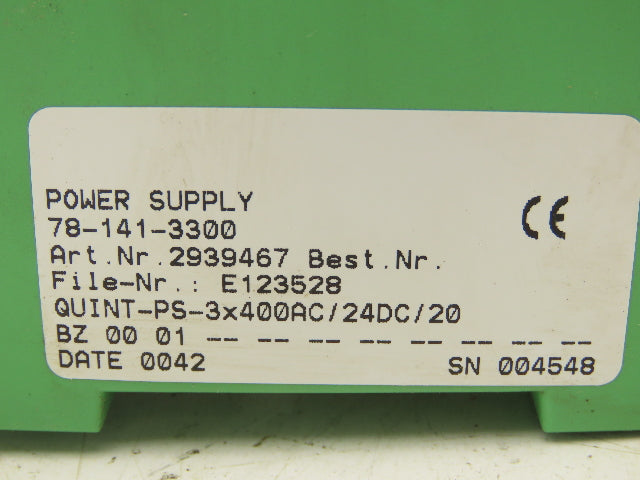 POWER SUPPLY
78-141-3300
CE
Art.Nr.2939467 Best.Nr.
File-Nr.: E123528
QUINT-PS-3x400AC/24DC/20
BZ 00 01 -- -- -- -- -- -- -- --
DATE 0042 SN 004548